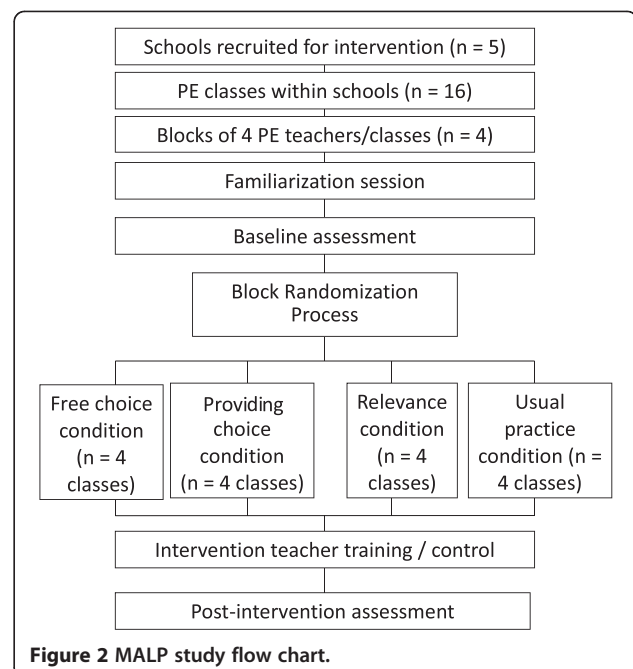 Schools recruited for intervention (n = 5)
PE classes within schools (n = 16)
Blocks of 4 PE teachers/classes (n = 4)
Familiarization session
Baseline assessment
Block Randomization
Process
Free choice
condition
(n = 4
classes)
Providing
choice
condition
(n = 4 classes)
Relevance
condition
(n = 4
classes)
Usual
practice
condition (n =
4 classes)
Intervention teacher training / control
Post-intervention assessment
Figure 2 MALP study flow chart.